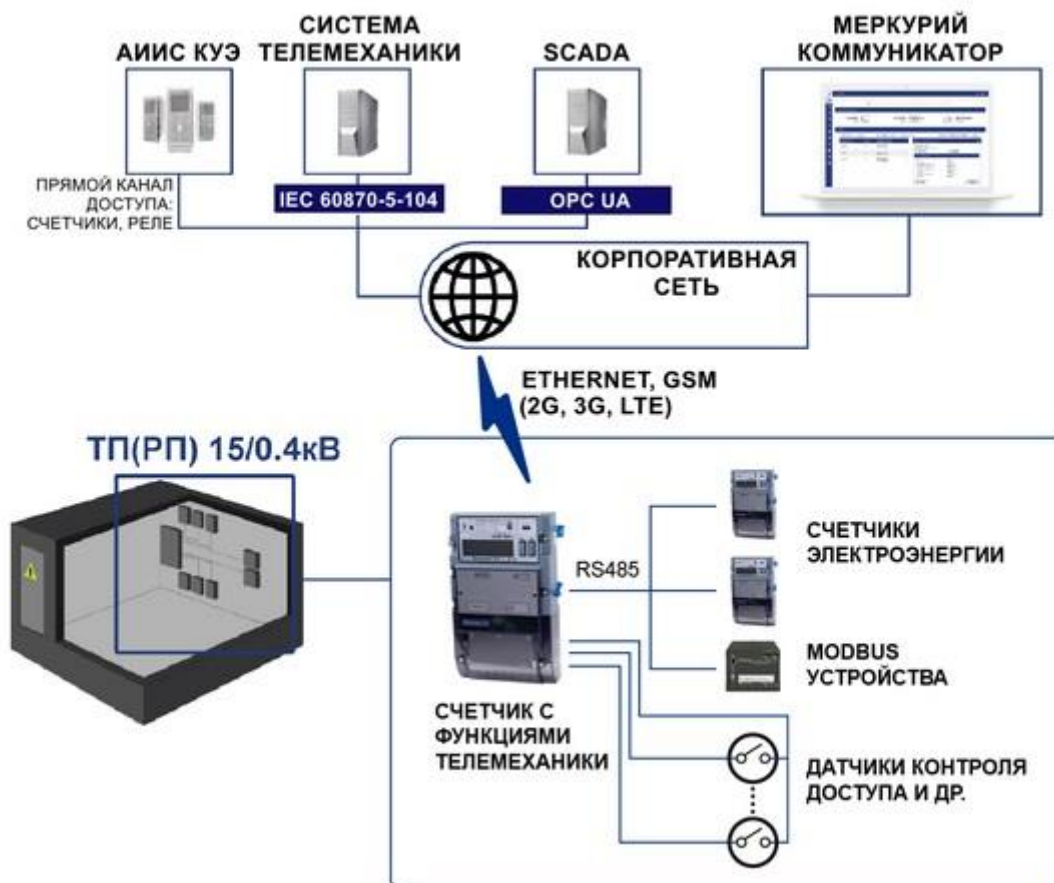 АИИС КУЭ
СИСТЕМА
ТЕЛЕМЕХАНИКИ
SCADA
МЕРКУРИЙ
КОММУНИКАТОР
ПРЯМОЙ КАНАЛ
ДОСТУПА:
СЧЕТЧИКИ, РЕЛЕ
IEC 60870-5-104
OPC UA
КОРПОРАТИВНАЯ
СЕТЬ
ETHERNET, GSM
(2G, 3G, LTE)
ТП(РП) 15/0.4кВ
RS485
СЧЕТЧИКИ
ЭЛЕКТРОЭНЕРГИИ
MODBUS
УСТРОЙСТВА
СЧЕТЧИК С
ФУНКЦИЯМИ
ТЕЛЕМЕХАНИКИ
ДАТЧИКИ КОНТРОЛЯ
ДОСТУПА И ДР.